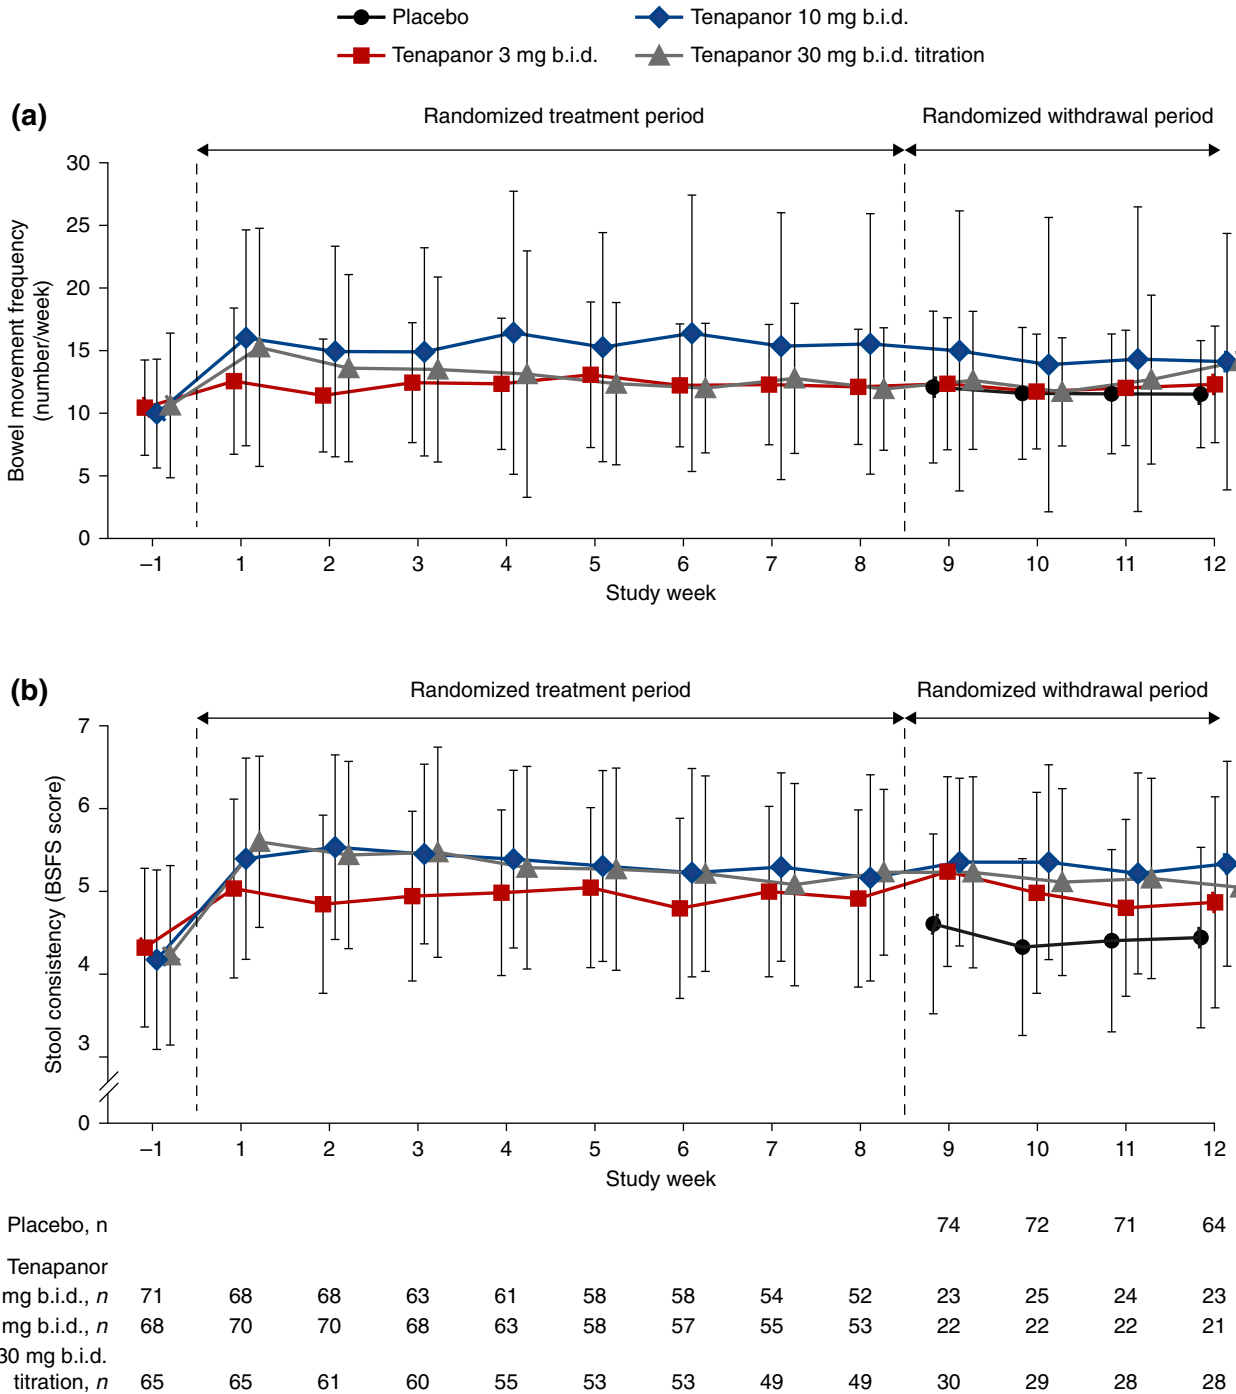 Placebo
Tenapanor 10 mg b.i.d.
Tenapanor 3 mg b.i.d.
Tenapanor 30 mg b.i.d. titration
(a)
Randomized treatment period
Randomized withdrawal period
Bowel movement frequency
(number/week)
30
25
20
15
10
5
0
–1 1 2 3 4 5 6 7 8 9 10 11 12
Study week
(b)
Randomized treatment period
Randomized withdrawal period
Stool consistency (BSFS score)
7
6
5
4
3
0
–1 1 2 3 4 5 6 7 8 9 10 11 12
Study week
Placebo, n 74 72 71 64
Tenapanor
mg b.i.d., n 71 68 68 63 61 58 58 54 52 23 25 24 23
mg b.i.d., n 68 70 70 68 63 58 57 55 53 22 22 22 21
30 mg b.i.d.
titration, n 65 65 61 60 55 53 53 49 49 30 29 28 28